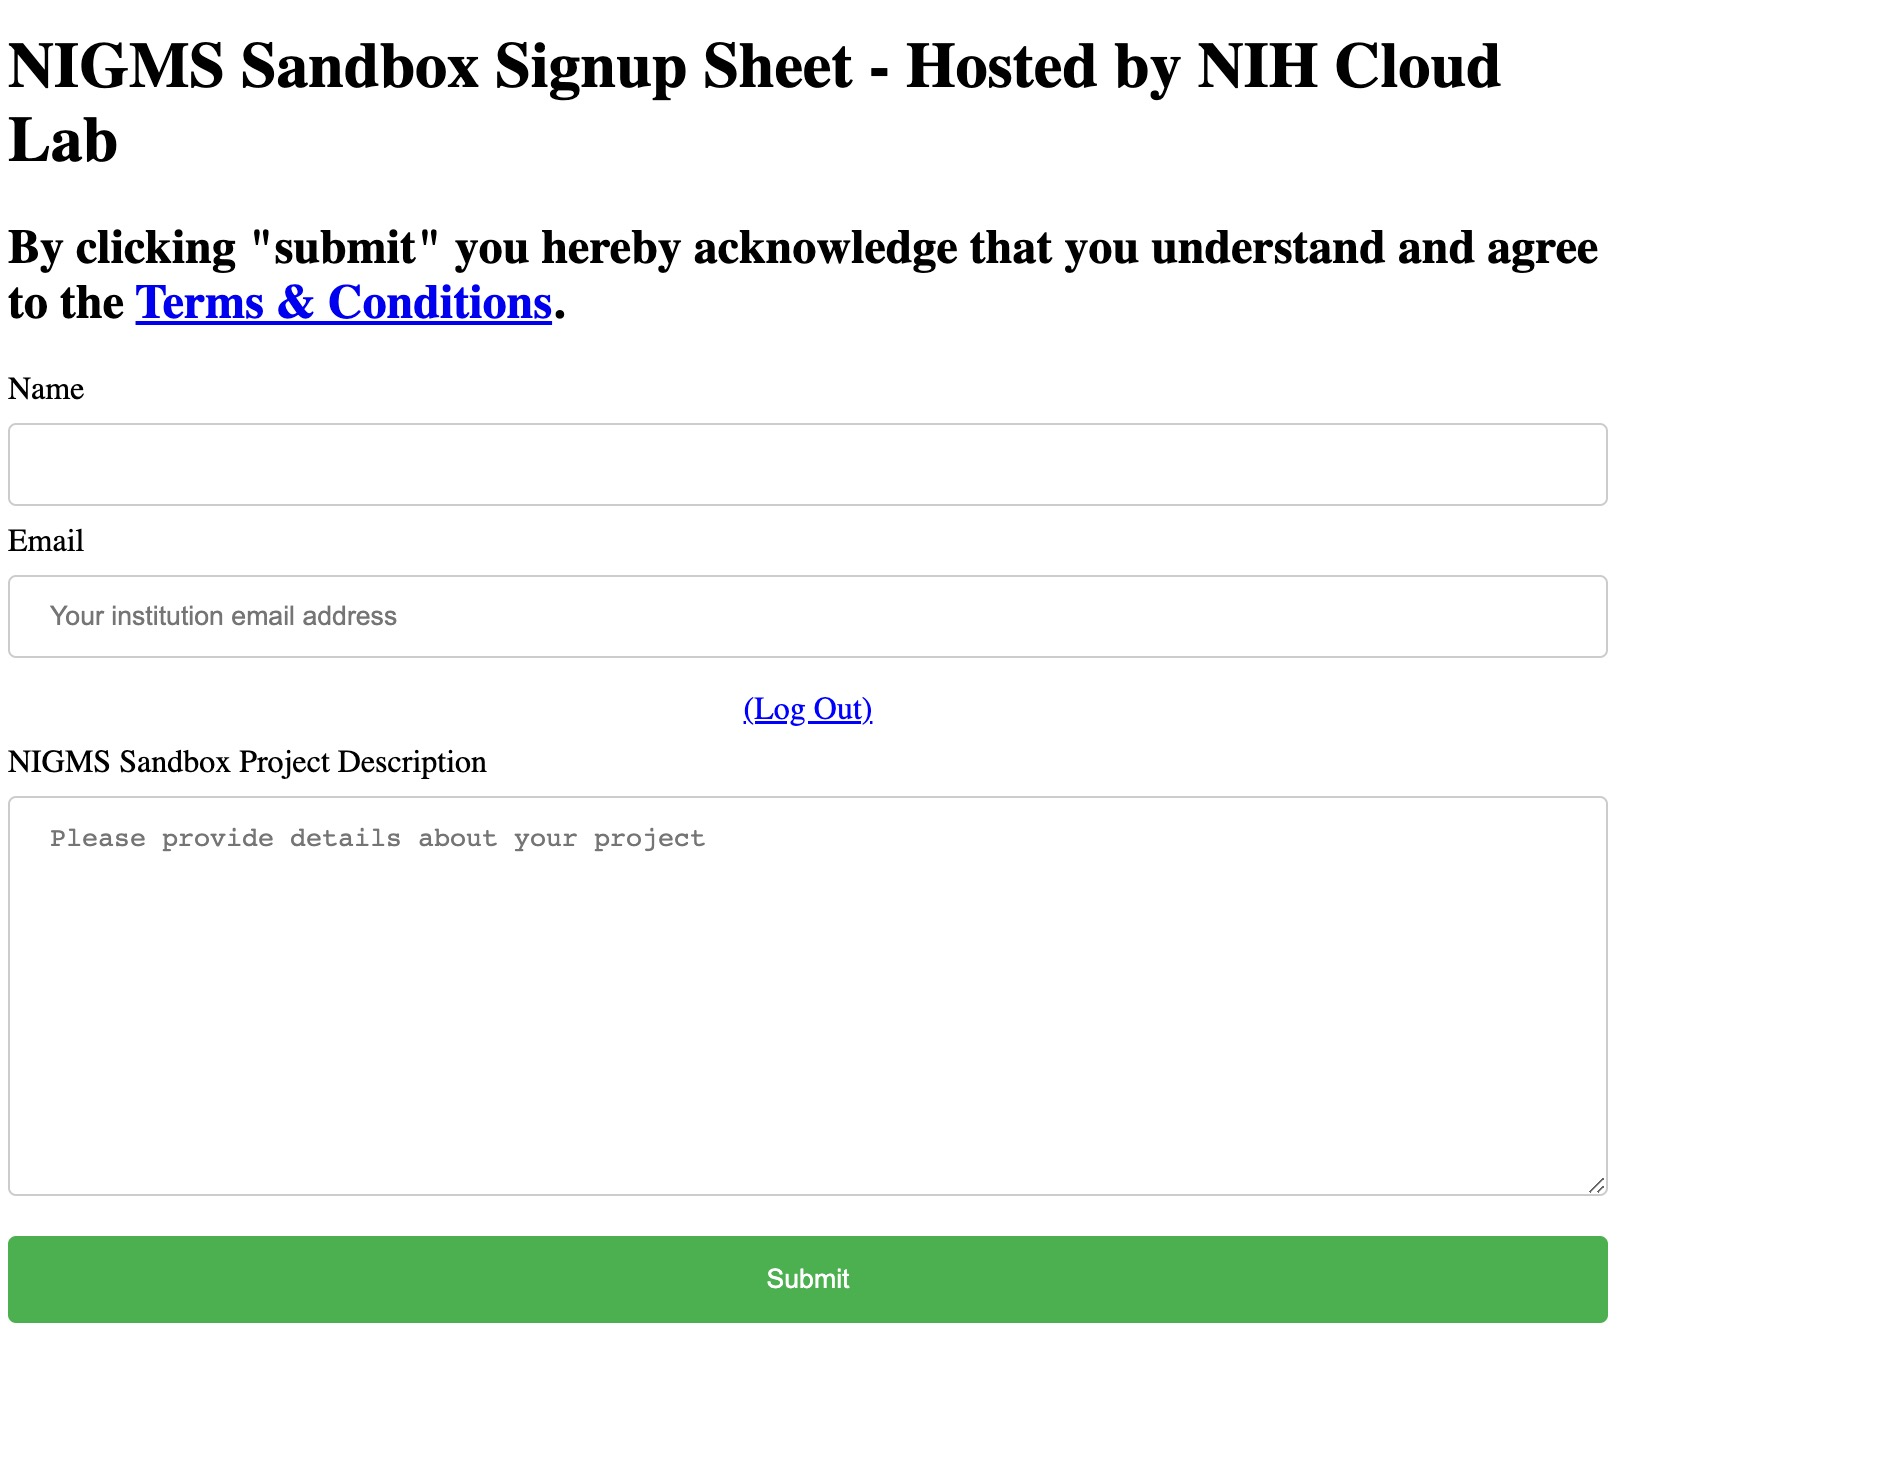 NIGMS Sandbox Signup Sheet - Hosted by NIH Cloud
Lab
By clicking "submit" you hereby acknowledge that you understand and agree
to the Terms & Conditions.
Name
Email
Your institution email address
(Log Out)
NIGMS Sandbox Project Description
Please provide details about your project
Submit